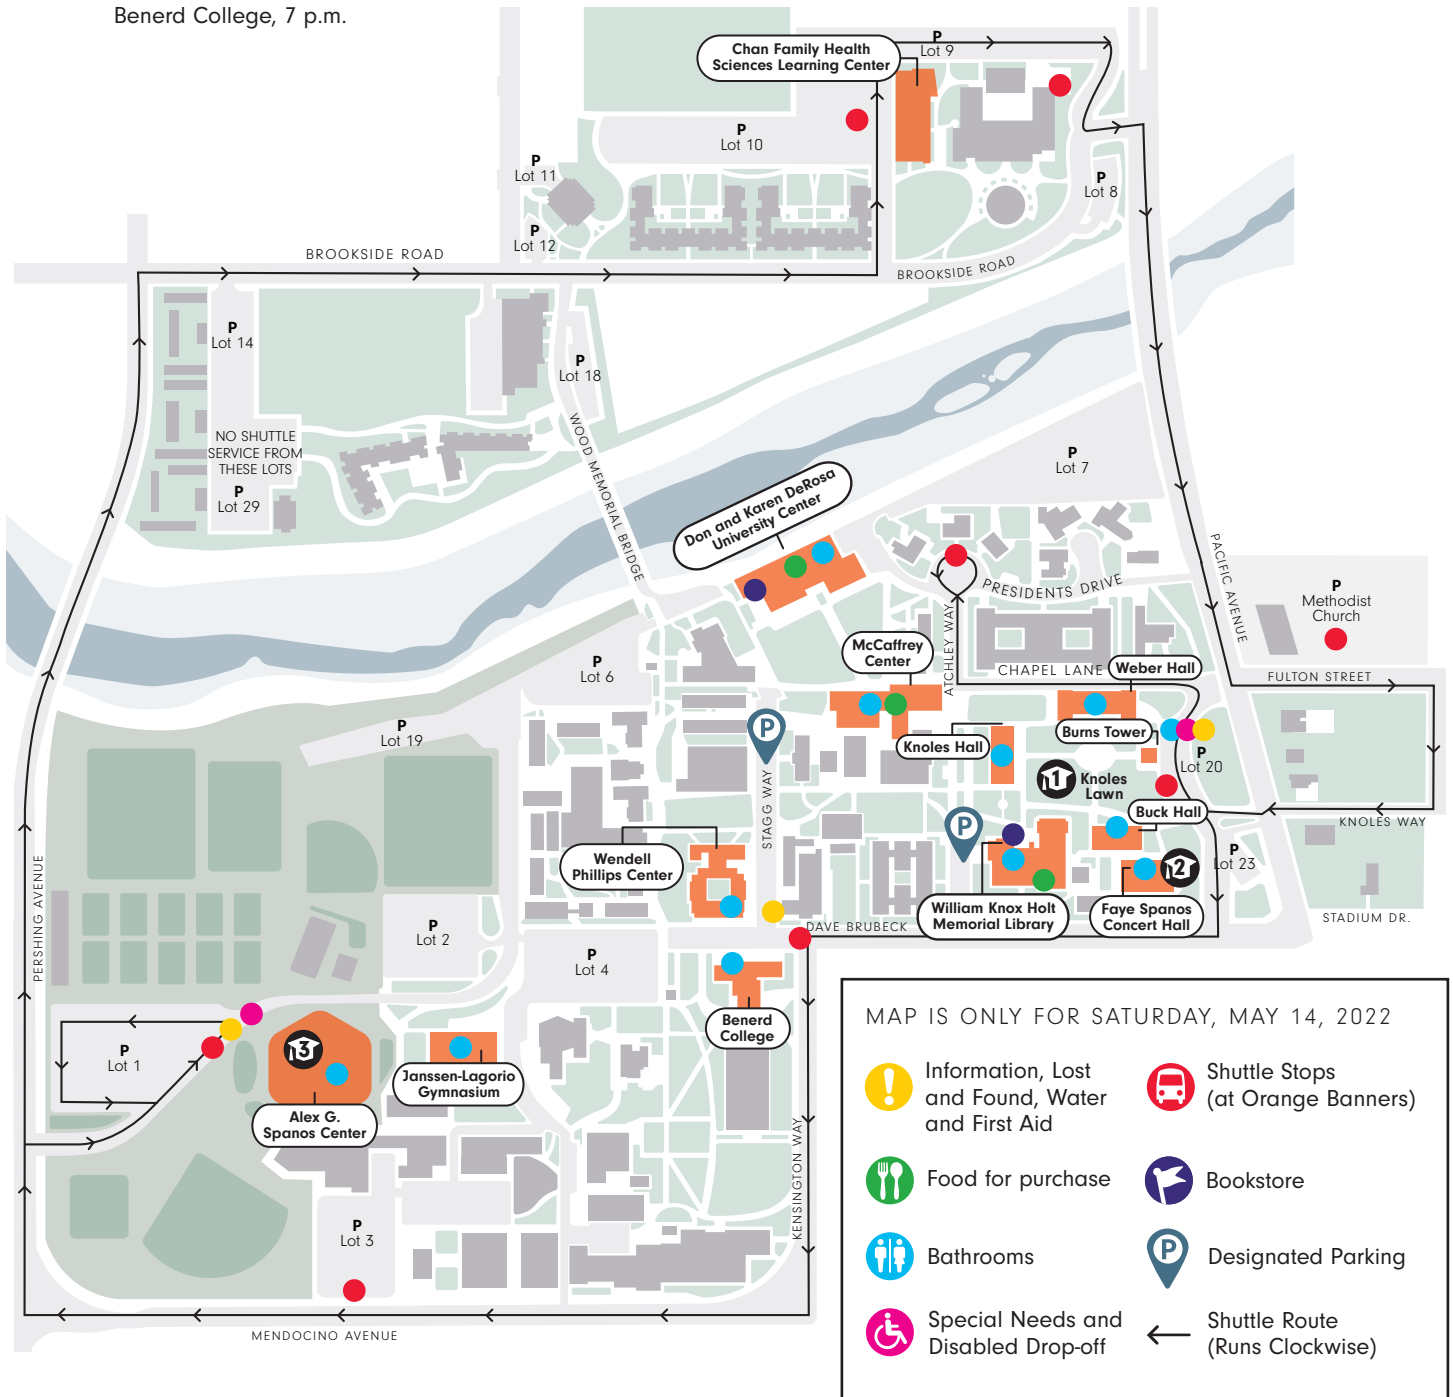 Benerd College, 7 p.m.
Chan Family Health
Sciences Learning Center
P
Lot 9
P
Lot 10
P
Lot 11
P
Lot 12
P
Lot 8
BROOKSIDE ROAD
BROOKSIDE ROAD
P
Lot 14
P
Lot 18
NO SHUTTLE
SERVICE FROM
THESE LOTS
P
Lot 29
WOOD MEMORIAL BRIDGE
P
Lot 7
Don and Karen DeRosa
University Center
PACIFIC AVENUE
PRESIDENTS DRIVE
P
Methodist
Church
ATCHLEY WAY
McCaffrey
Center
CHAPEL LANE
Weber Hall
FULTON STREET
P
Lot 6
P
Lot 19
P
Knoles Hall
Burns Tower
P
Lot 20
1
Knoles
Lawn
STAGG WAY
Buck Hall
KNOLES WAY
P
Wendell
Phillips Center
2
P
Lot 23
PERSHING AVENUE
William Knox Holt
Memorial Library
Faye Spanos
Concert Hall
STADIUM DR.
DAVE BRUBECK
P
Lot 2
P
Lot 4
Benerd
College
P
Lot 1
3
Janssen-Lagorio
Gymnasium
Alex G.
Spanos Center
KENSINGTON WAY
P
Lot 3
MENDOCINO AVENUE
MAP IS ONLY FOR SATURDAY, MAY 14, 2022
Information, Lost
and Found, Water
and First Aid
Shuttle Stops
(at Orange Banners)
Food for purchase
Bookstore
Bathrooms
P
Designated Parking
Special Needs and
Disabled Drop-off
Shuttle Route
(Runs Clockwise)